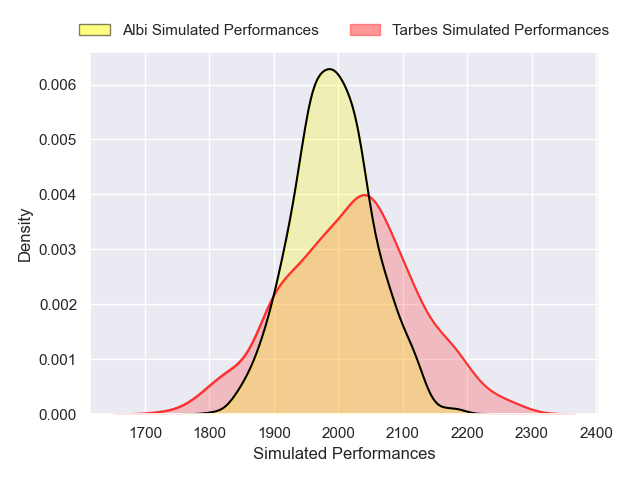 Albi Simulated Performances
Tarbes Simulated Performances
0.006
0.005
0.004
0.003
0.002
0.001
0.000
Density
1700 1800 1900 2000 2100 2200 2300 2400
Simulated Performances